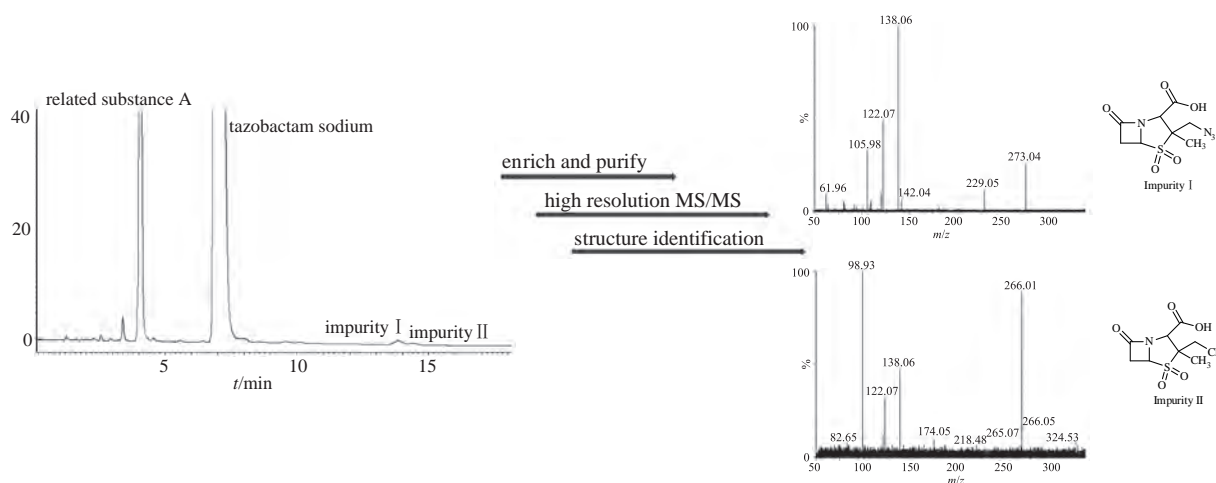 related substance A
tazobactam sodium
impurity Ⅰ
impurity Ⅱ
40
20
0
5
10
15
t/min
enrich and purify
high resolution MS/MS
structure identification
100
%
0
138.06
122.07
105.98
61.96
142.04
229.05
273.04
50
100
150
200
250
300
m/z
O
O
OH
N
N3
CH3
S
O
O
Impurity Ⅰ
100
%
0
98.93
266.01
138.06
122.07
82.65
174.05
218.48
265.07
266.05
324.53
50
100
150
200
250
300
m/z
O
O
OH
N
CH3
S
O
O
Impurity Ⅱ